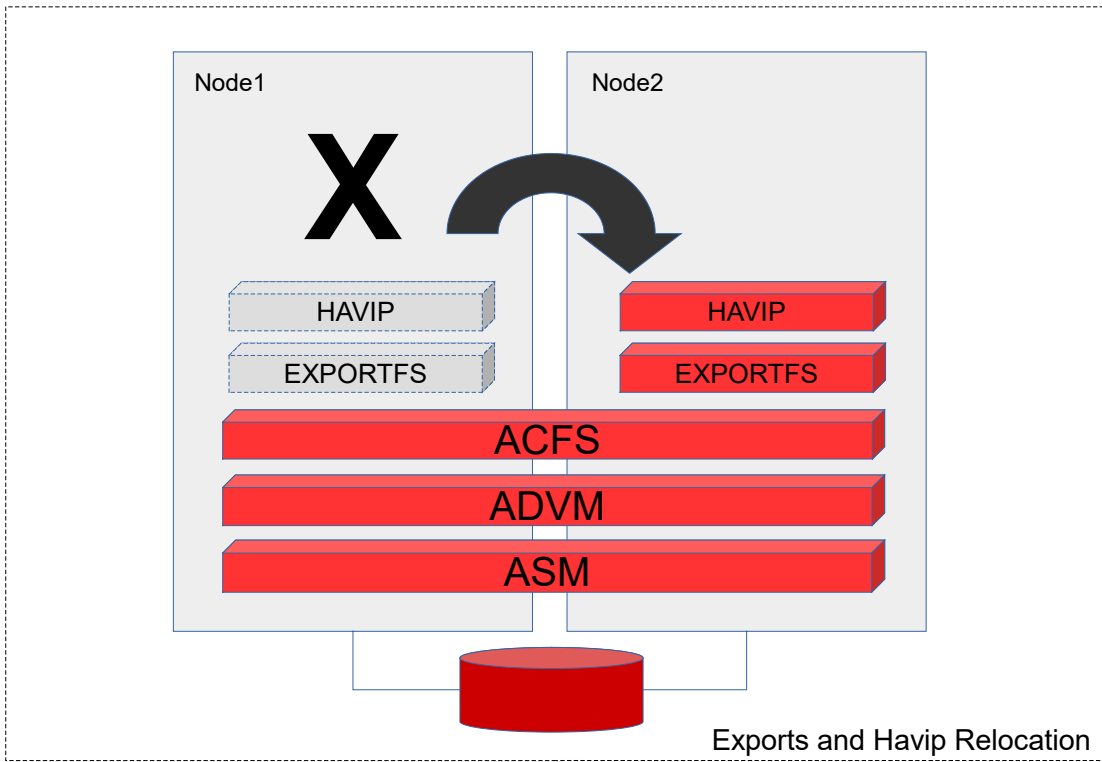 Node1
Node2
X
HAVIP
HAVIP
EXPORTFS
EXPORTFS
ACFS
ADVM
ASM
Exports and Havip Relocation